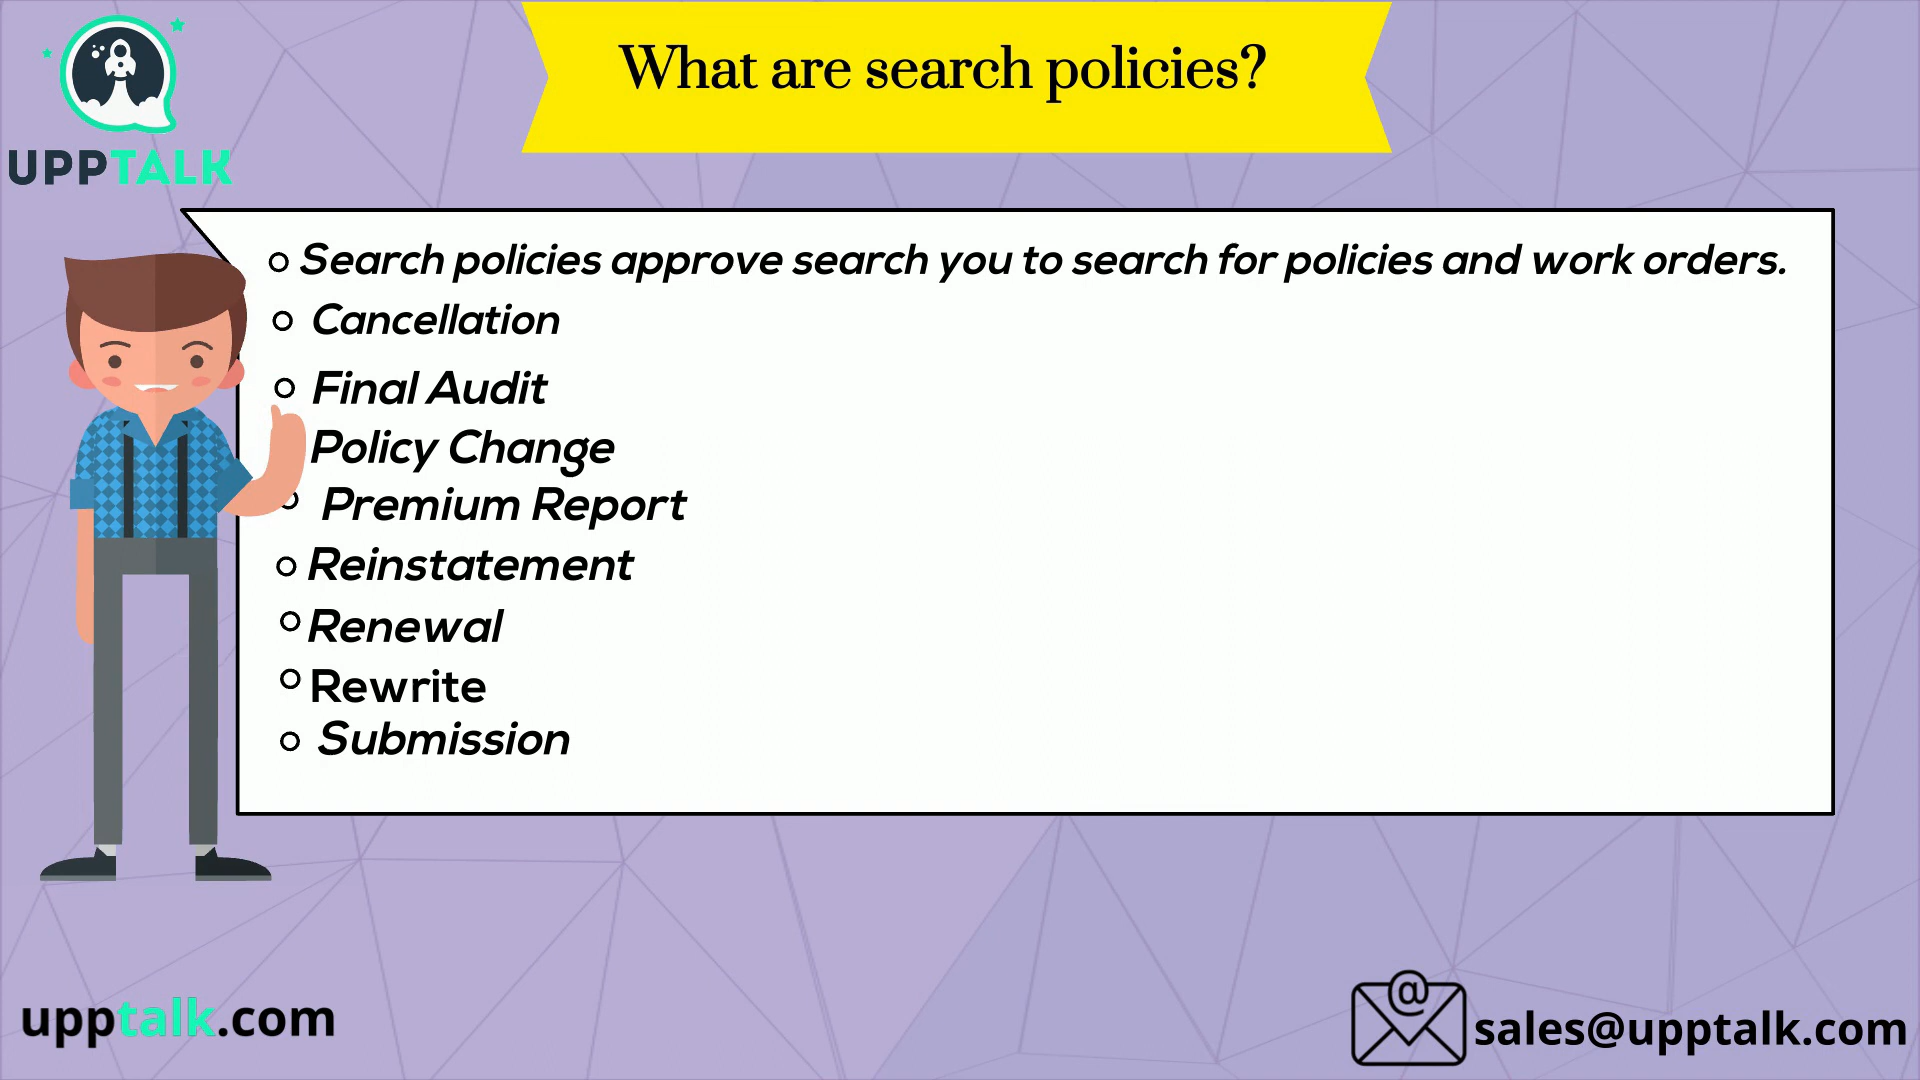 What are search policies?
UPPTALK
Search policies approve search you to search for policies and work orders.
Cancellation
Final Audit
Policy Change
Premium Report
Reinstatement
Renewal
Rewrite
Submission
upptalk.com
@
sales@upptalk.com